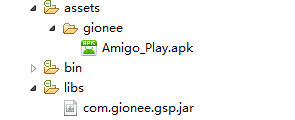 assets
gionee
Amigo_Play.apk
bin
libs
com.gionee.gsp.jar